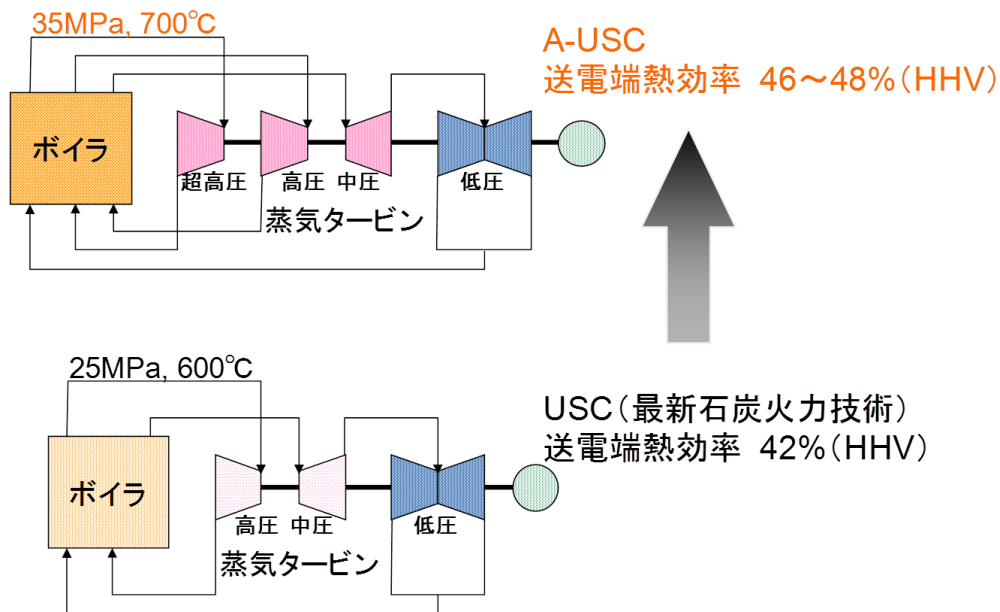 35MPa, 700℃
A-USC
送電端熱効率 46～48%（HHV）
ボイラ
超高圧 高圧 中圧 低圧
蒸気タービン
25MPa, 600℃
USC（最新石炭火力技術）
送電端熱効率 42%（HHV）
ボイラ
高圧 中圧 低圧
蒸気タービン